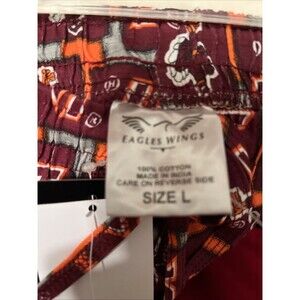 EAGLES WINGS
100% COTTON
MADE IN INDIA
CARE ON REVERSE SIDE
SIZE L